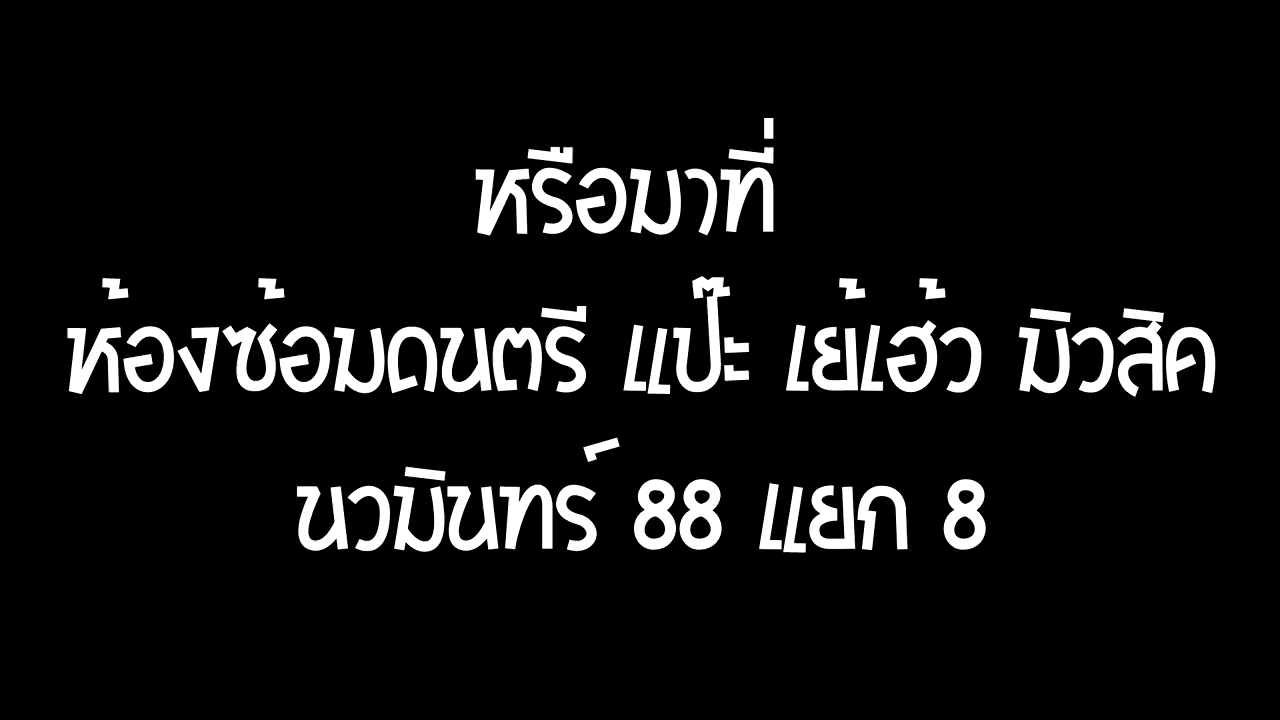 หรือมาที่
ห้องซ้อมดนตรี แป๊ะ เย้เฮ้ว มิวสิค
นวมินทร์ 88 แยก 8